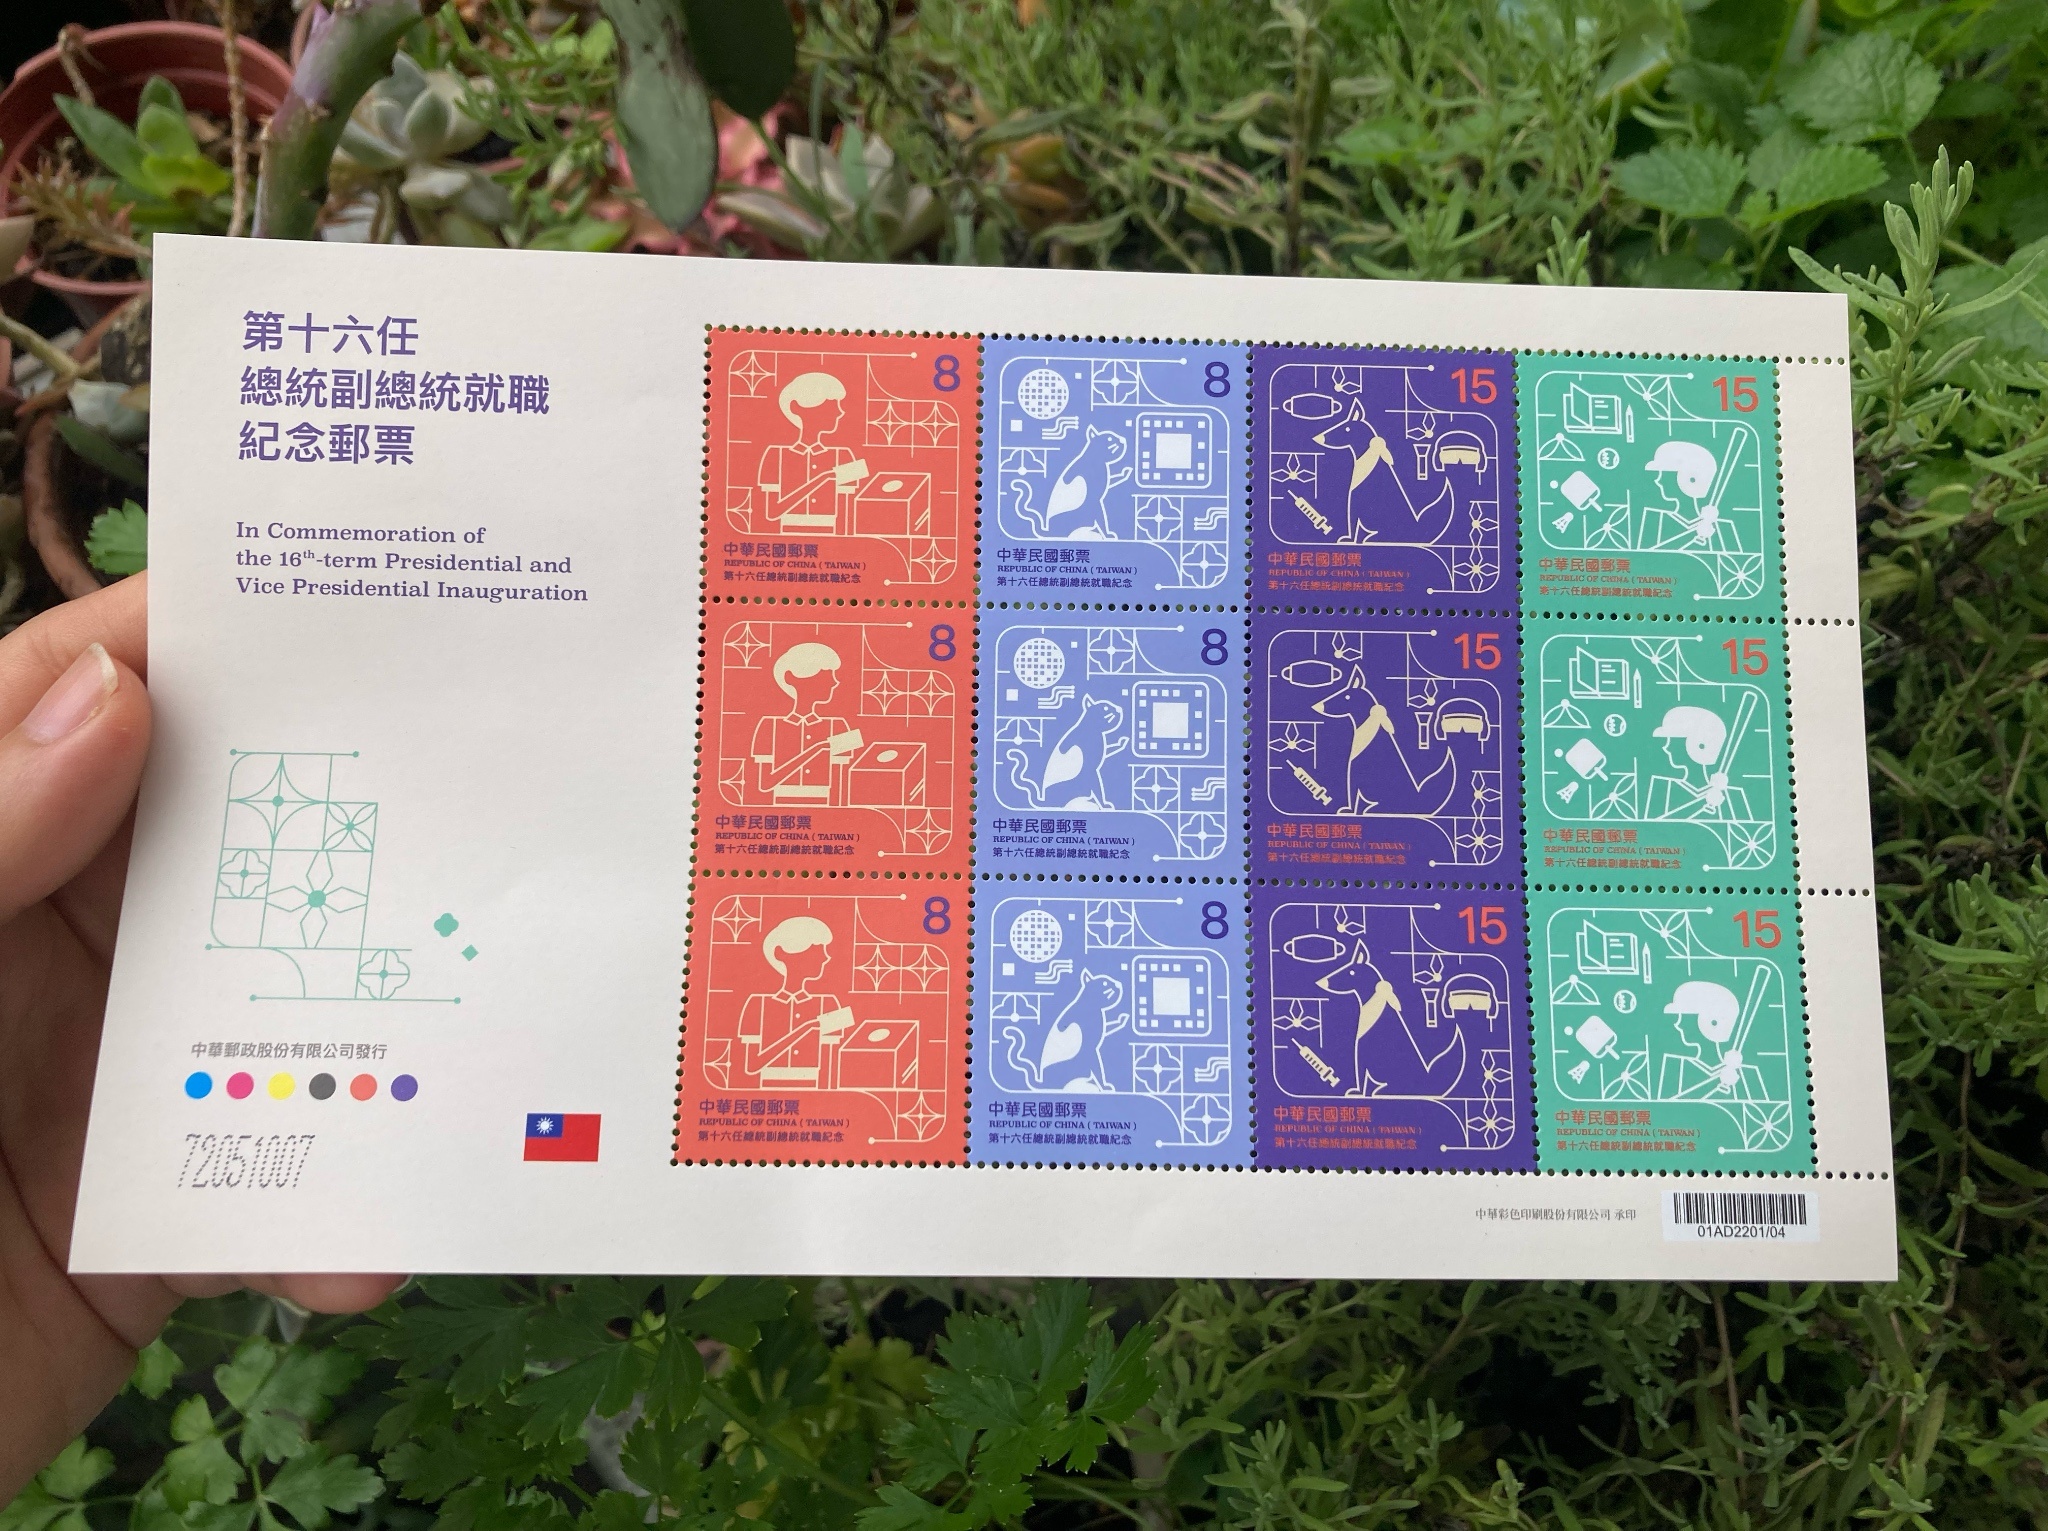 第十六任
總統副總統就職
紀念郵票
In Commemoration of
the 16th-term Presidential and
Vice Presidential Inauguration
中華郵政股份有限公司發行
72051007
8
中華民國郵票
REPUBLIC OF CHINA ( TAIWAN )
第十六任總統副總統就職紀念
8
中華民國郵票
REPUBLIC OF CHINA ( TAIWAN )
第十六任總統副總統就職紀念
15
中華民國郵票
REPUBLIC OF CHINA ( TAIWAN )
第十六任總統副總統就職紀念
15
中華民國郵票
REPUBLIC OF CHINA ( TAIWAN )
第十六任總統副總統就職紀念
8
中華民國郵票
REPUBLIC OF CHINA ( TAIWAN )
第十六任總統副總統就職紀念
8
中華民國郵票
REPUBLIC OF CHINA ( TAIWAN )
第十六任總統副總統就職紀念
15
中華民國郵票
REPUBLIC OF CHINA ( TAIWAN )
第十六任總統副總統就職紀念
15
中華民國郵票
REPUBLIC OF CHINA ( TAIWAN )
第十六任總統副總統就職紀念
8
中華民國郵票
REPUBLIC OF CHINA ( TAIWAN )
第十六任總統副總統就職紀念
8
中華民國郵票
REPUBLIC OF CHINA ( TAIWAN )
第十六任總統副總統就職紀念
15
中華民國郵票
REPUBLIC OF CHINA ( TAIWAN )
第十六任總統副總統就職紀念
15
中華民國郵票
REPUBLIC OF CHINA ( TAIWAN )
第十六任總統副總統就職紀念
中華彩色印刷股份有限公司 承印
01AD2201/04